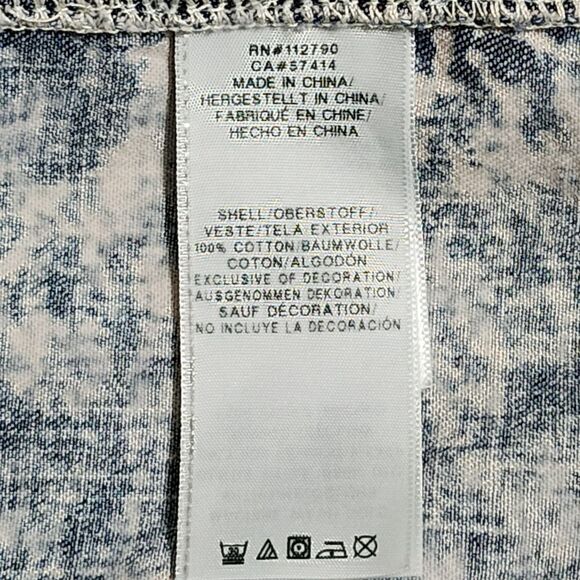 RN#112790
CA#57414
MADE IN CHINA/
HERGESTELLT IN CHINA/
FABRIQUÉ EN CHINE/
HECHO EN CHINA
SHELL/OBERSTOFF/
VESTE/TELA EXTERIOR
100% COTTON/BAUMWOLLE/
COTON/ALGODÓN
EXCLUSIVE OF DECORATION/
AUSGENOMMEN DEKORATION/
SAUF DÉCORATION/
NO INCLUYE LA DECORACIÓN
30